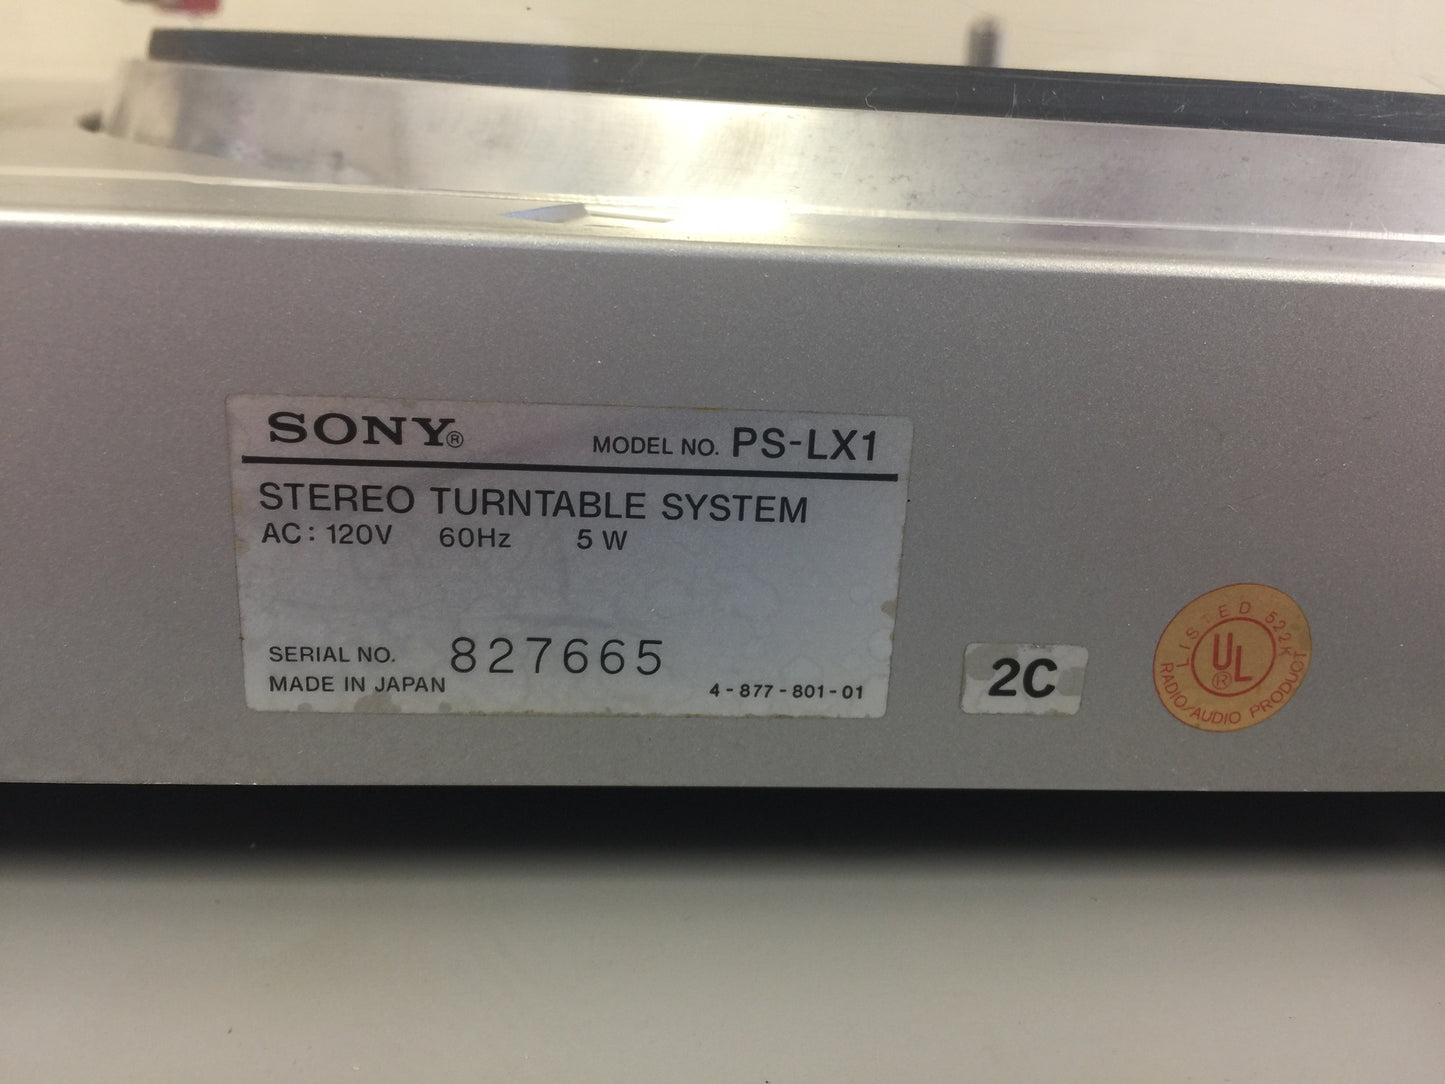 SONY®
MODEL NO. PS-LX1
STEREO TURNTABLE SYSTEM
AC: 120V 60Hz 5 W
SERIAL NO. 827665
MADE IN JAPAN
4-877-801-01
2C
LISTED 522K
UL®
RADIO/AUDIO PRODUCT